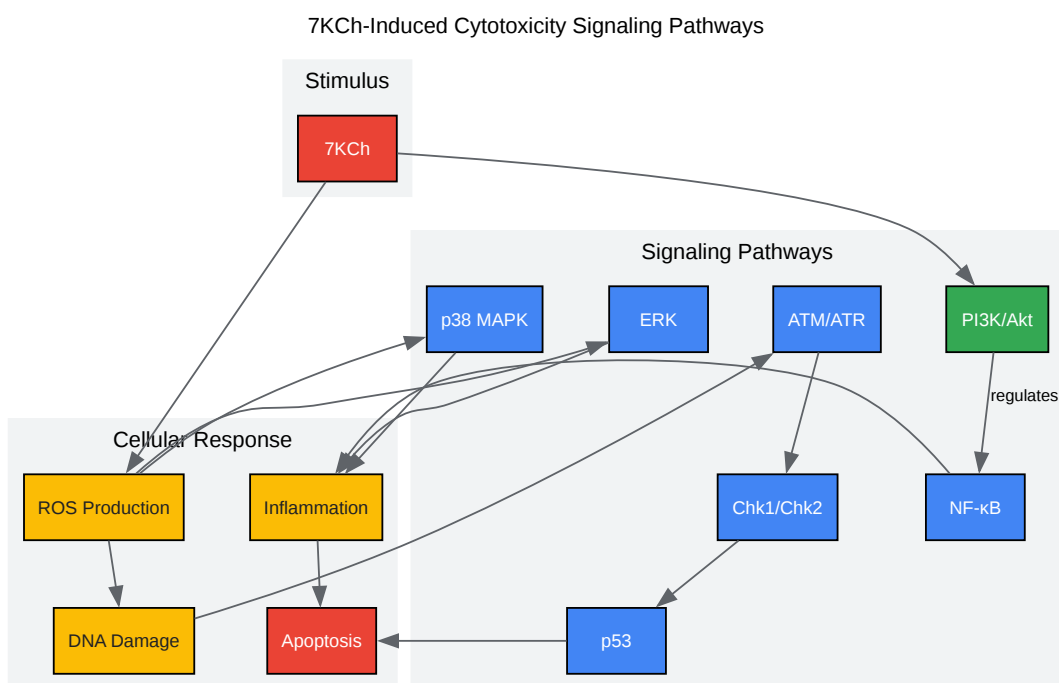 7KCh-Induced Cytotoxicity Signaling Pathways
Stimulus
7KCh
Signaling Pathways
p38 MAPK
ERK
ATM/ATR
PI3K/Akt
regulates
Cellular Response
ROS Production
Inflammation
Chk1/Chk2
NF-κB
DNA Damage
Apoptosis
p53